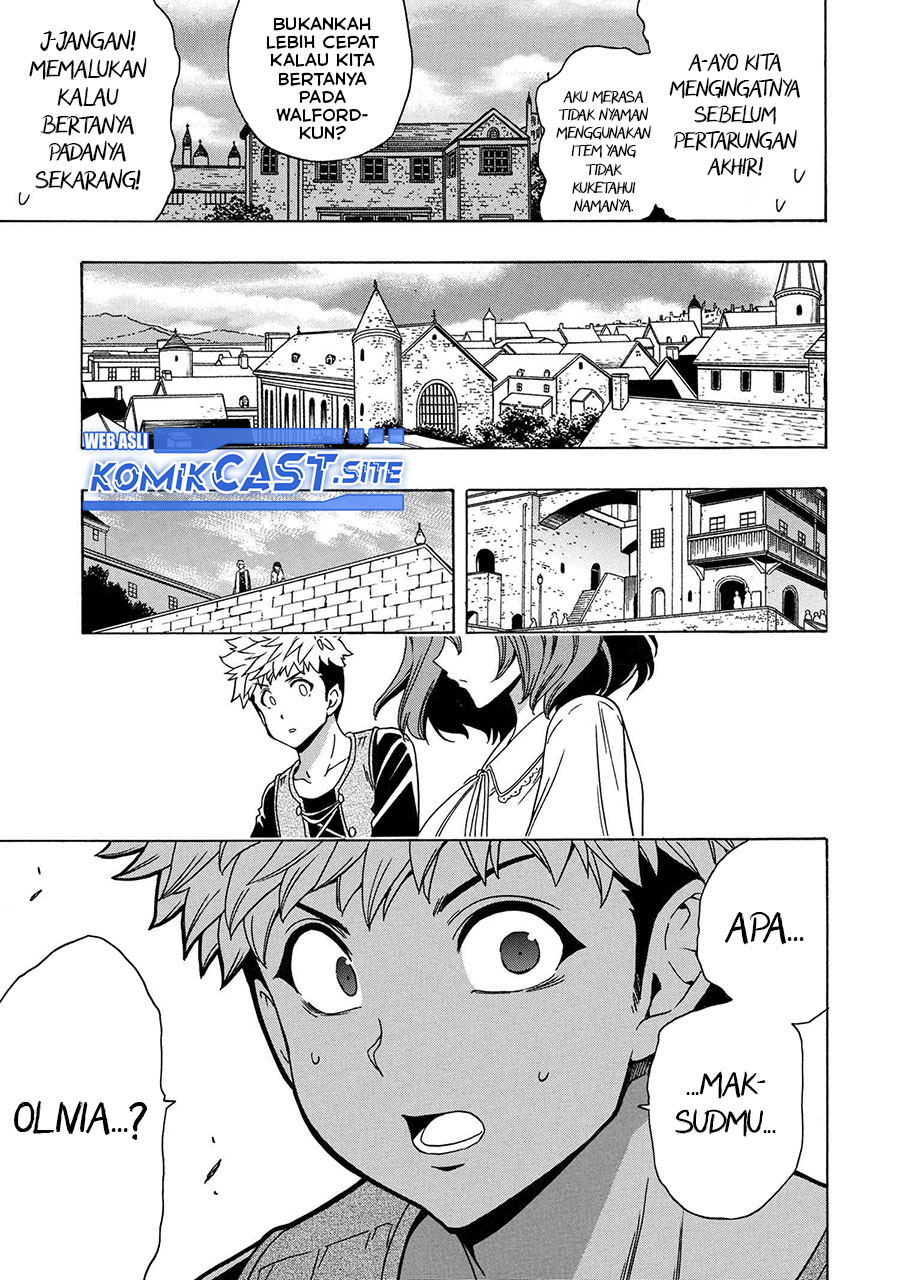 A-AYO KITA
MENGINGATNYA
SEBELUM
PERTARUNGAN
AKHIR!
AKU MERASA
TIDAK NYAMAN
MENGGUNAKAN
ITEM YANG
TIDAK
KUKETAHUI
NAMANYA.
BUKANKAH
LEBIH CEPAT
KALAU KITA
BERTANYA
PADA
WALFORD-
KUN?
J-JANGAN!
MEMALUKAN
KALAU
BERTANYA
PADANYA
SEKARANG!
WEB ASLI
KOMIKCAST.SITE
APA...
...MAK-
SUDMU...
OLNIA...?